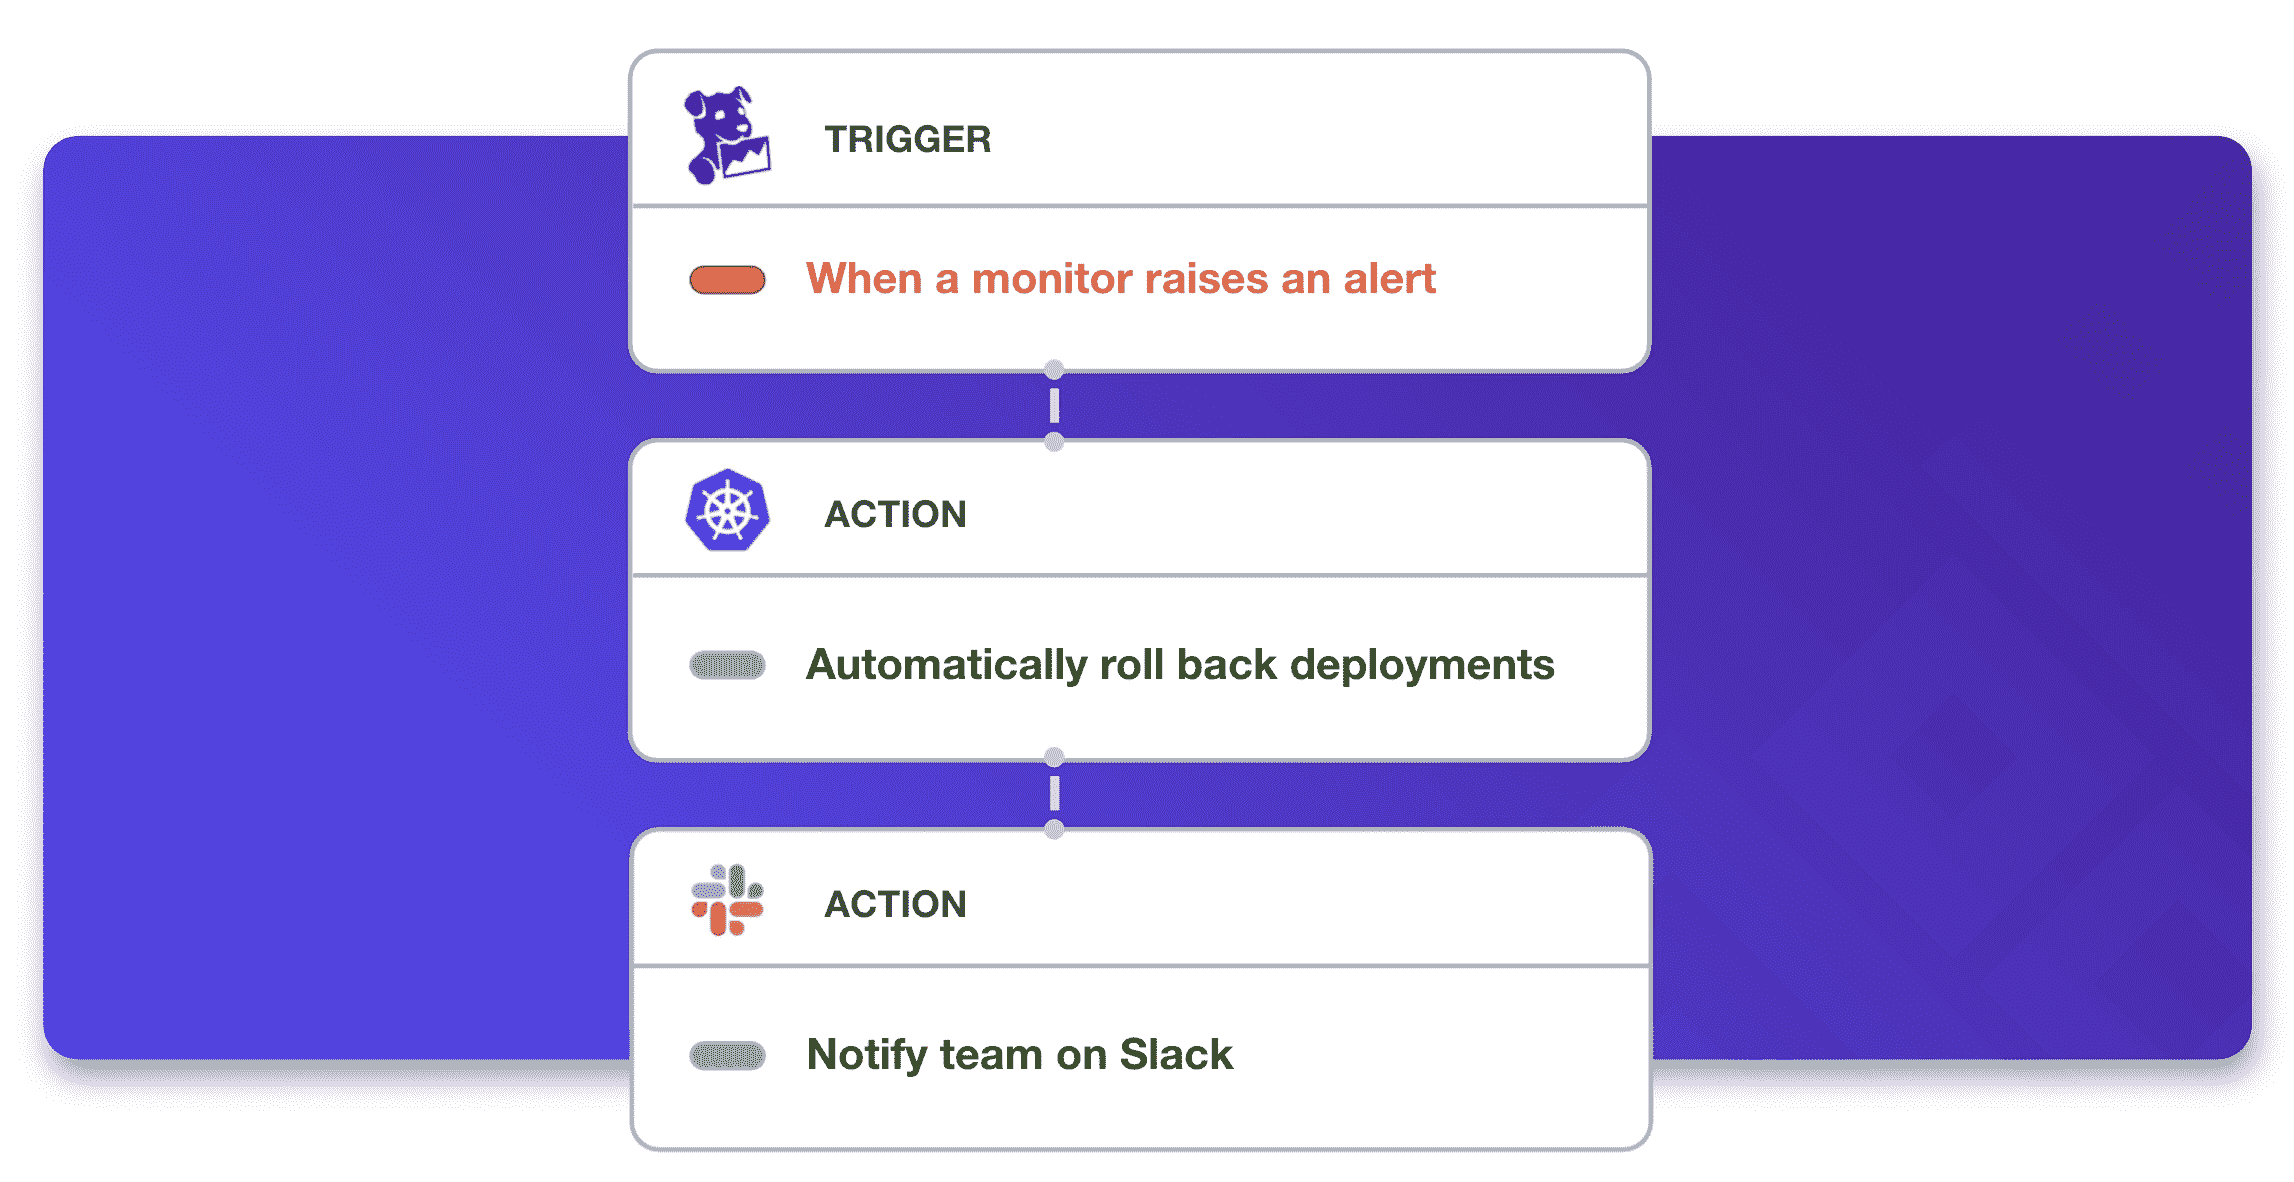 TRIGGER
When a monitor raises an alert
ACTION
Automatically roll back deployments
ACTION
Notify team on Slack